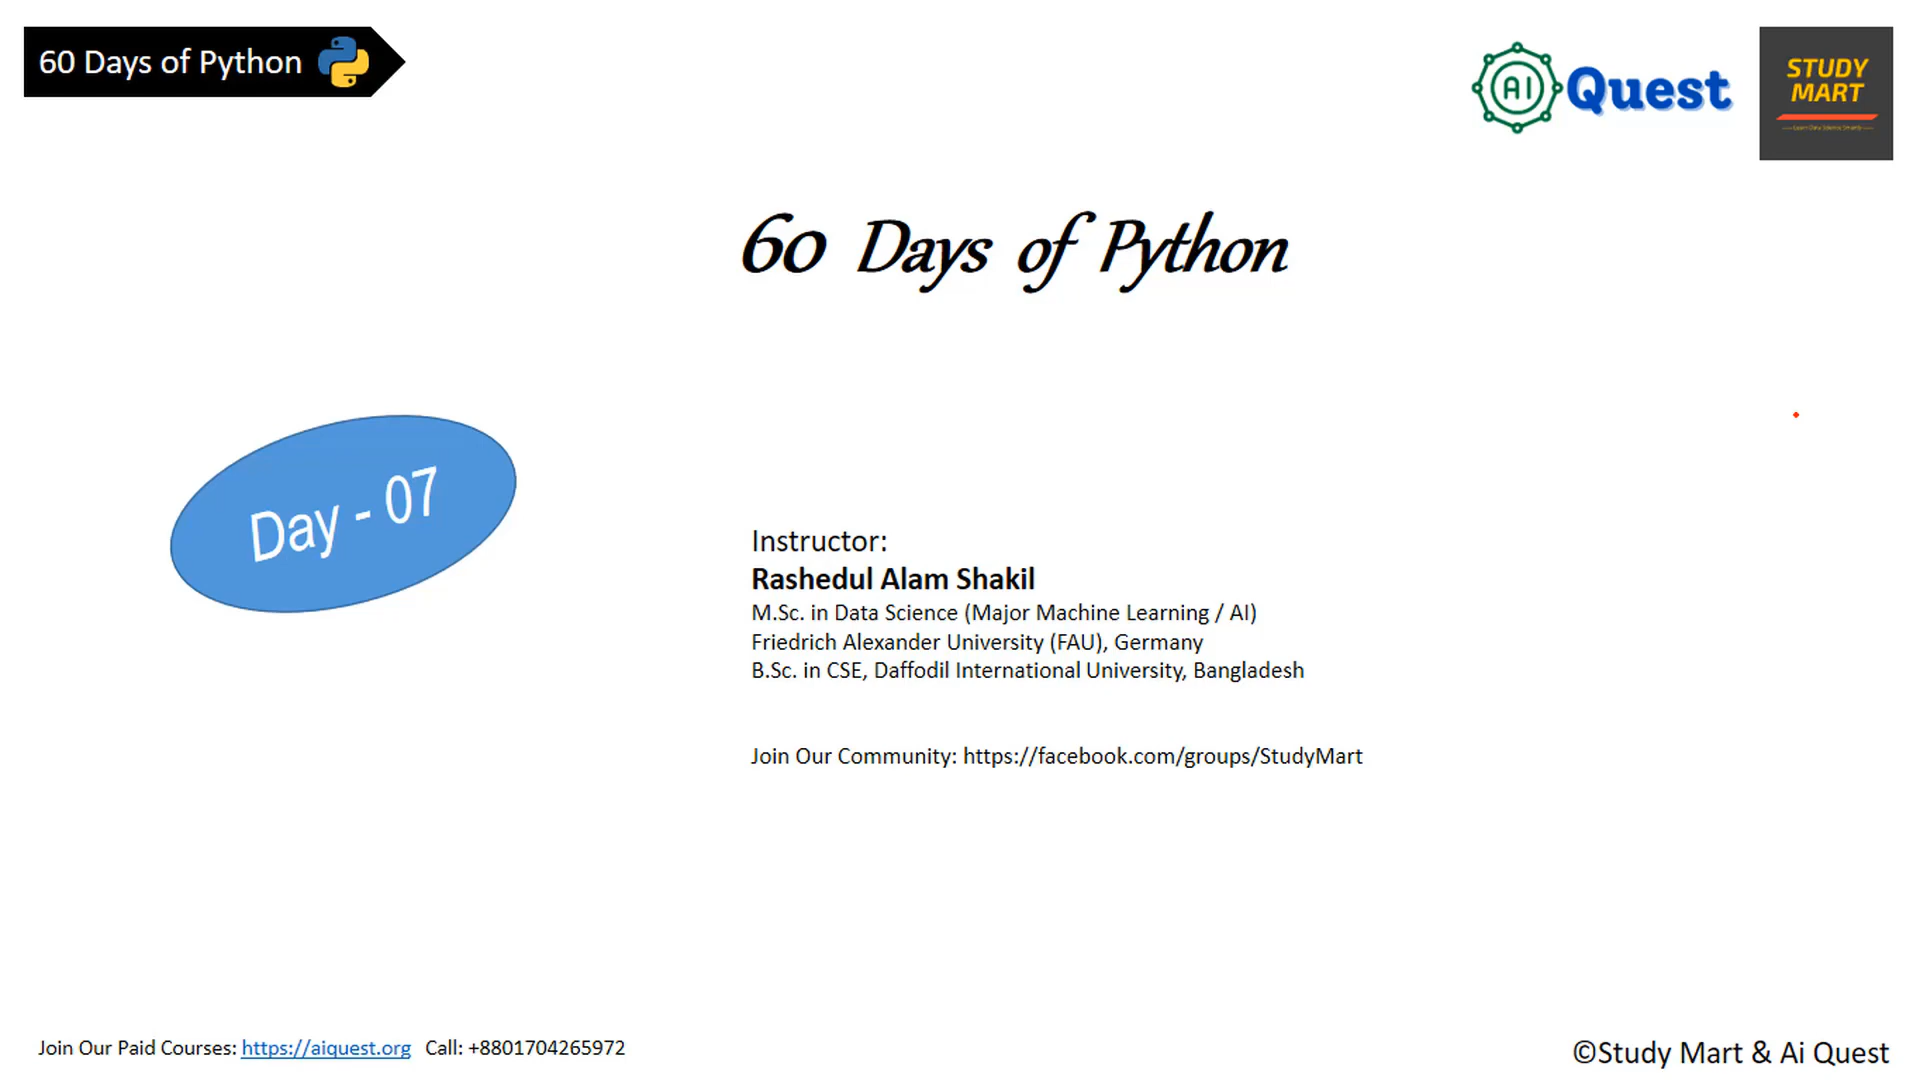 60 Days of Python
AI Quest
STUDY
MART
60 Days of Python
Day - 07
Instructor:
Rashedul Alam Shakil
M.Sc. in Data Science (Major Machine Learning / AI)
Friedrich Alexander University (FAU), Germany
B.Sc. in CSE, Daffodil International University, Bangladesh
Join Our Community: https://facebook.com/groups/StudyMart
Join Our Paid Courses: https://aiquest.org Call: +8801704265972
©Study Mart & Ai Quest